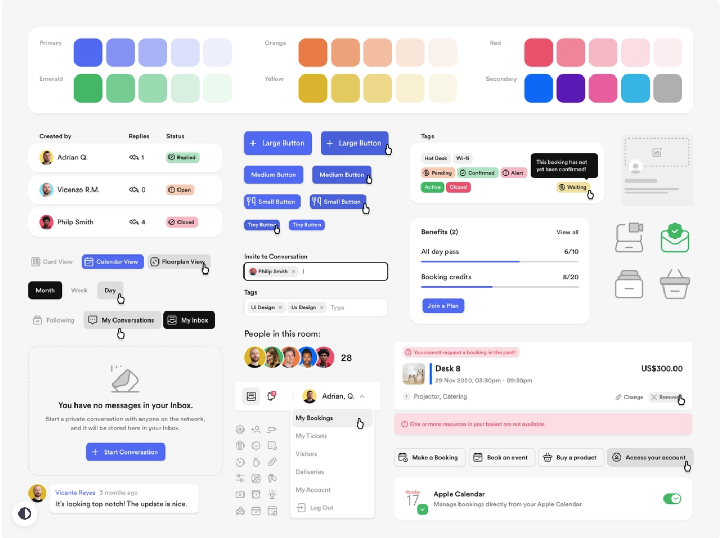 Primary
Orange
Red
Emerald
Yellow
Secondary
Created by Replies Status
Adrian Q. 1 Replied
Vicenzo R.M. 0 Open
Philp Smith 4 Closed
Card View Calendar View Floorplan View
Month Week Day
Following My Conversations My Inbox
You have no messages in your Inbox.
Start a private conversation with anyone on the network,
and it will be stored here in your Inbox.
+ Start Conversation
Vicente Reyes 3 months ago
It's looking top notch! The update is nice.
+ Large Button + Large Button
Medium Button Medium Button
Small Button Small Button
Tiny Button Tiny Button
Invite to Conversation
Philip Smith ×
Tags
Ui Design × Ux Design × Type
People in this room:
28
Adrian, Q.
My Bookings
My Tickets
Visitors
Deliveries
My Account
Log Out
Tags
Hot Desk Wi-fi
Pending Confirmed Alert
Active Closed
This booking has not
yet been confirmed!
Waiting
Benefits (2) View all
All day pass 6/10
Booking credits 8/20
Join a Plan
You cannot request a booking in the past!
Desk 8 US$300.00
29 Nov 2020, 03:30pm - 09:30pm
+ Projector, Catering Change × Remove
One or more resources in your basket are not available.
Make a Booking Book an event Buy a product Access your account
Monday
17
Apple Calendar
Manage bookings directly from your Apple Calendar.